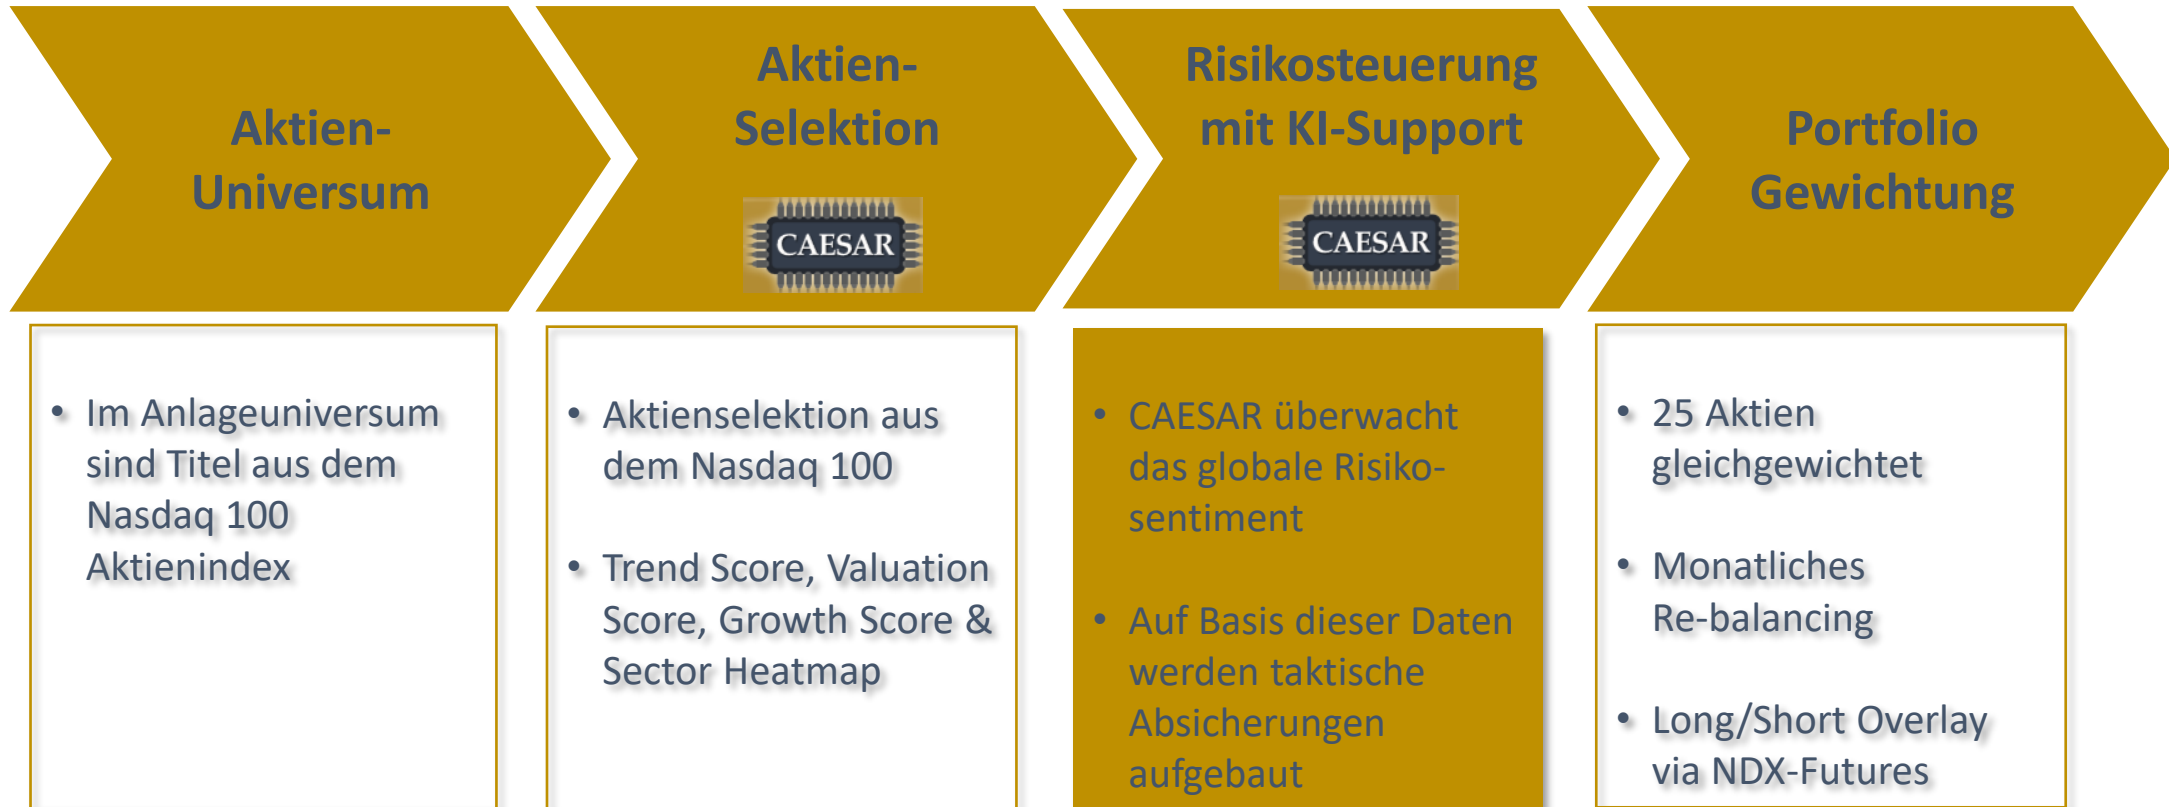 Aktien-
Universum
Aktien-
Selektion
CAESAR
Risikosteuerung
mit KI-Support
CAESAR
Portfolio
Gewichtung
• Im Anlageuniversum
sind Titel aus dem
Nasdaq 100
Aktienindex
• Aktienselektion aus
dem Nasdaq 100
• Trend Score, Valuation
Score, Growth Score &
Sector Heatmap
• CAESAR überwacht
das globale Risiko-
sentiment
• Auf Basis dieser Daten
werden taktische
Absicherungen
aufgebaut
• 25 Aktien
gleichgewichtet
• Monatliches
Re-balancing
• Long/Short Overlay
via NDX-Futures